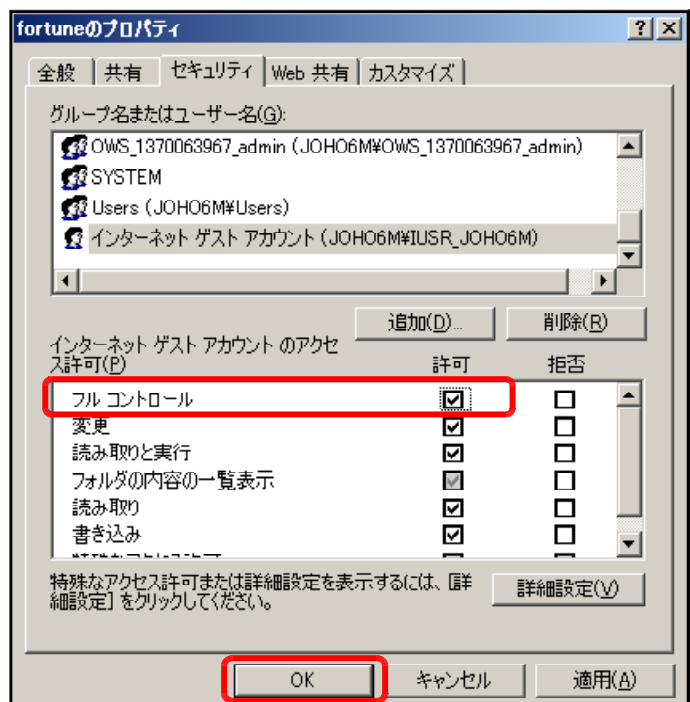 fortuneのプロパティ
全般 共有 セキュリティ Web 共有 カスタマイズ
グループ名またはユーザー名(G):
OWS_1370063967_admin (JOHO6M¥OWS_1370063967_admin)
SYSTEM
Users (JOHO6M¥Users)
インターネット ゲスト アカウント (JOHO6M¥IUSR_JOHO6M)
追加(D)... 削除(R)
インターネット ゲスト アカウント のアクセ
ス許可(P) 許可 拒否
フル コントロール
変更
読み取りと実行
フォルダの内容の一覧表示
読み取り
書き込み
特殊なアクセス許可または詳細設定を表示するには、[詳
細設定] をクリックしてください。
詳細設定(V)
OK キャンセル 適用(A)